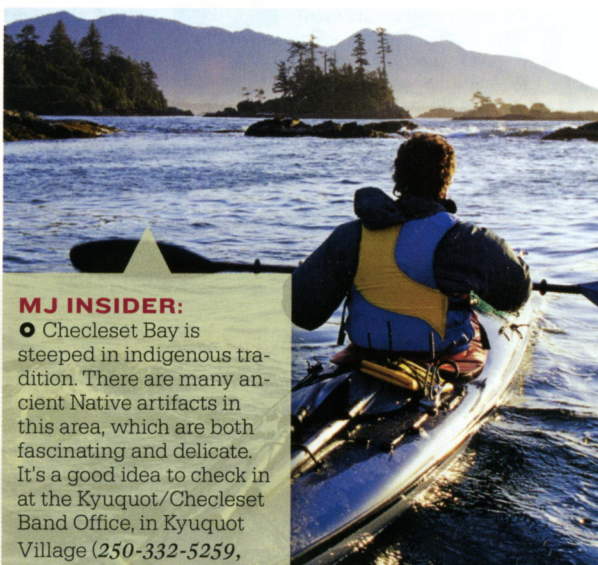 MJ INSIDER:
Checleset Bay is
steeped in indigenous tra-
dition. There are many an-
cient Native artifacts in
this area, which are both
fascinating and delicate.
It's a good idea to check in
at the Kyuquot/Checleset
Band Office, in Kyuquot
Village (250-332-5259,